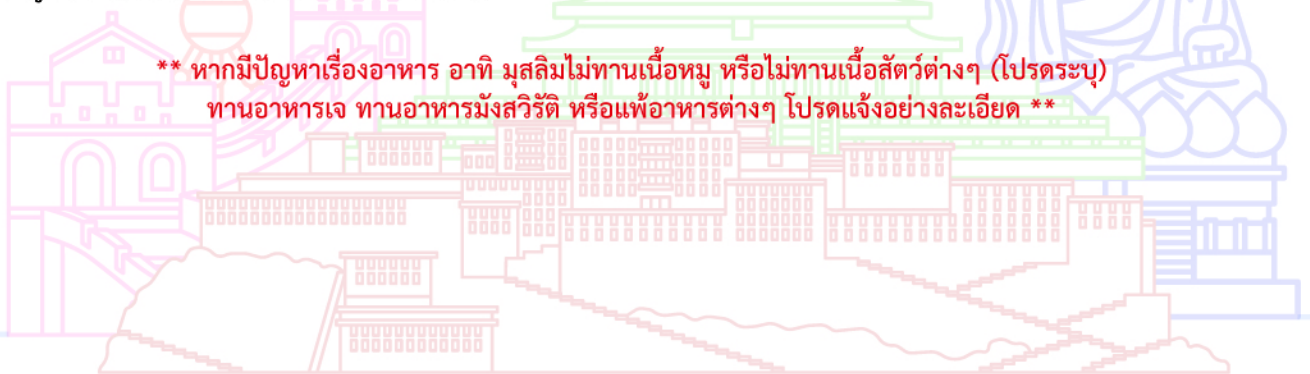 ** หากมีปัญหาเรื่องอาหาร อาทิ มุสลิมไม่ทานเนื้อหมู หรือไม่ทานเนื้อสัตว์ต่างๆ (โปรดระบุ)
ทานอาหารเจ ทานอาหารมังสวิรัติ หรือแพ้อาหารต่างๆ โปรดแจ้งอย่างละเอียด **